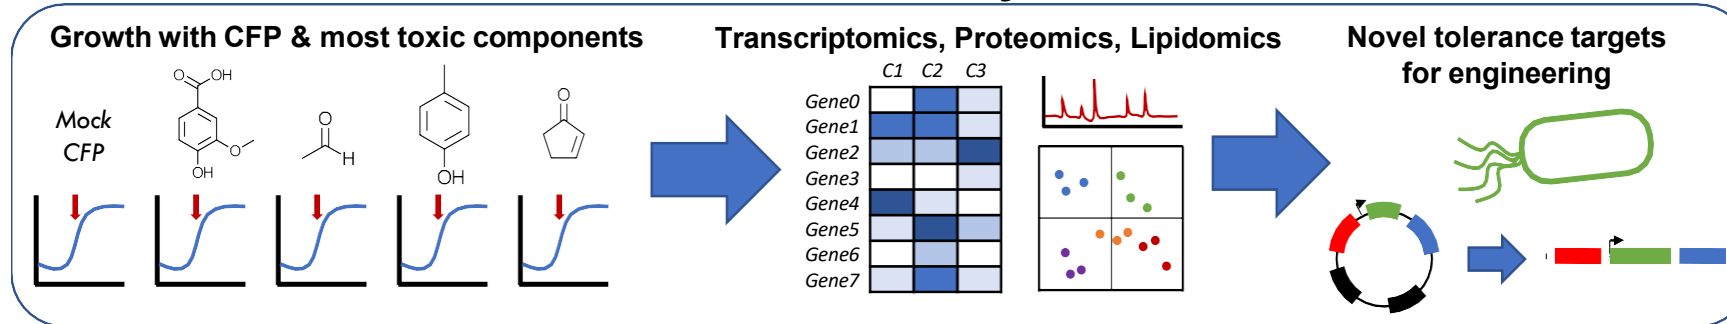 Growth with CFP & most toxic components
Mock
CFP
O
OH
O
OH
O
H
OH
O
Transcriptomics, Proteomics, Lipidomics
C1 C2 C3
Gene0
Gene1
Gene2
Gene3
Gene4
Gene5
Gene6
Gene7
Novel tolerance targets
for engineering